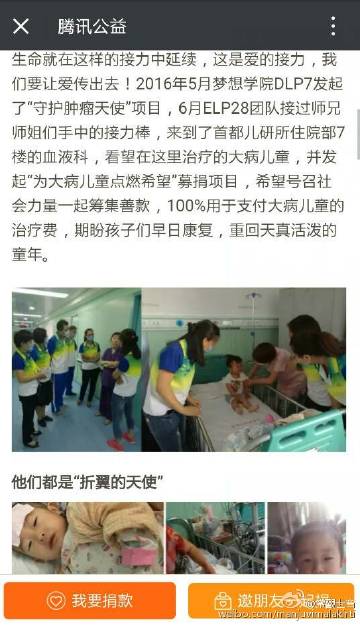 腾讯公益
生命就在这样的接力中延续，这是爱的接力，我
们要让爱传出去！2016年5月梦想学院DLP7发起
了“守护肿瘤天使”项目，6月ELP28团队接过师兄
师姐们手中的接力棒，来到了首都儿研所住院部7
楼的血液科，看望在这里治疗的大病儿童，并发
起“为大病儿童点燃希望”募捐项目，希望号召社
会力量一起筹集善款，100%用于支付大病儿童的
治疗费，期盼孩子们早日康复，重回天真活泼的
童年。
他们都是“折翼的天使”
我要捐款
邀朋友一起捐